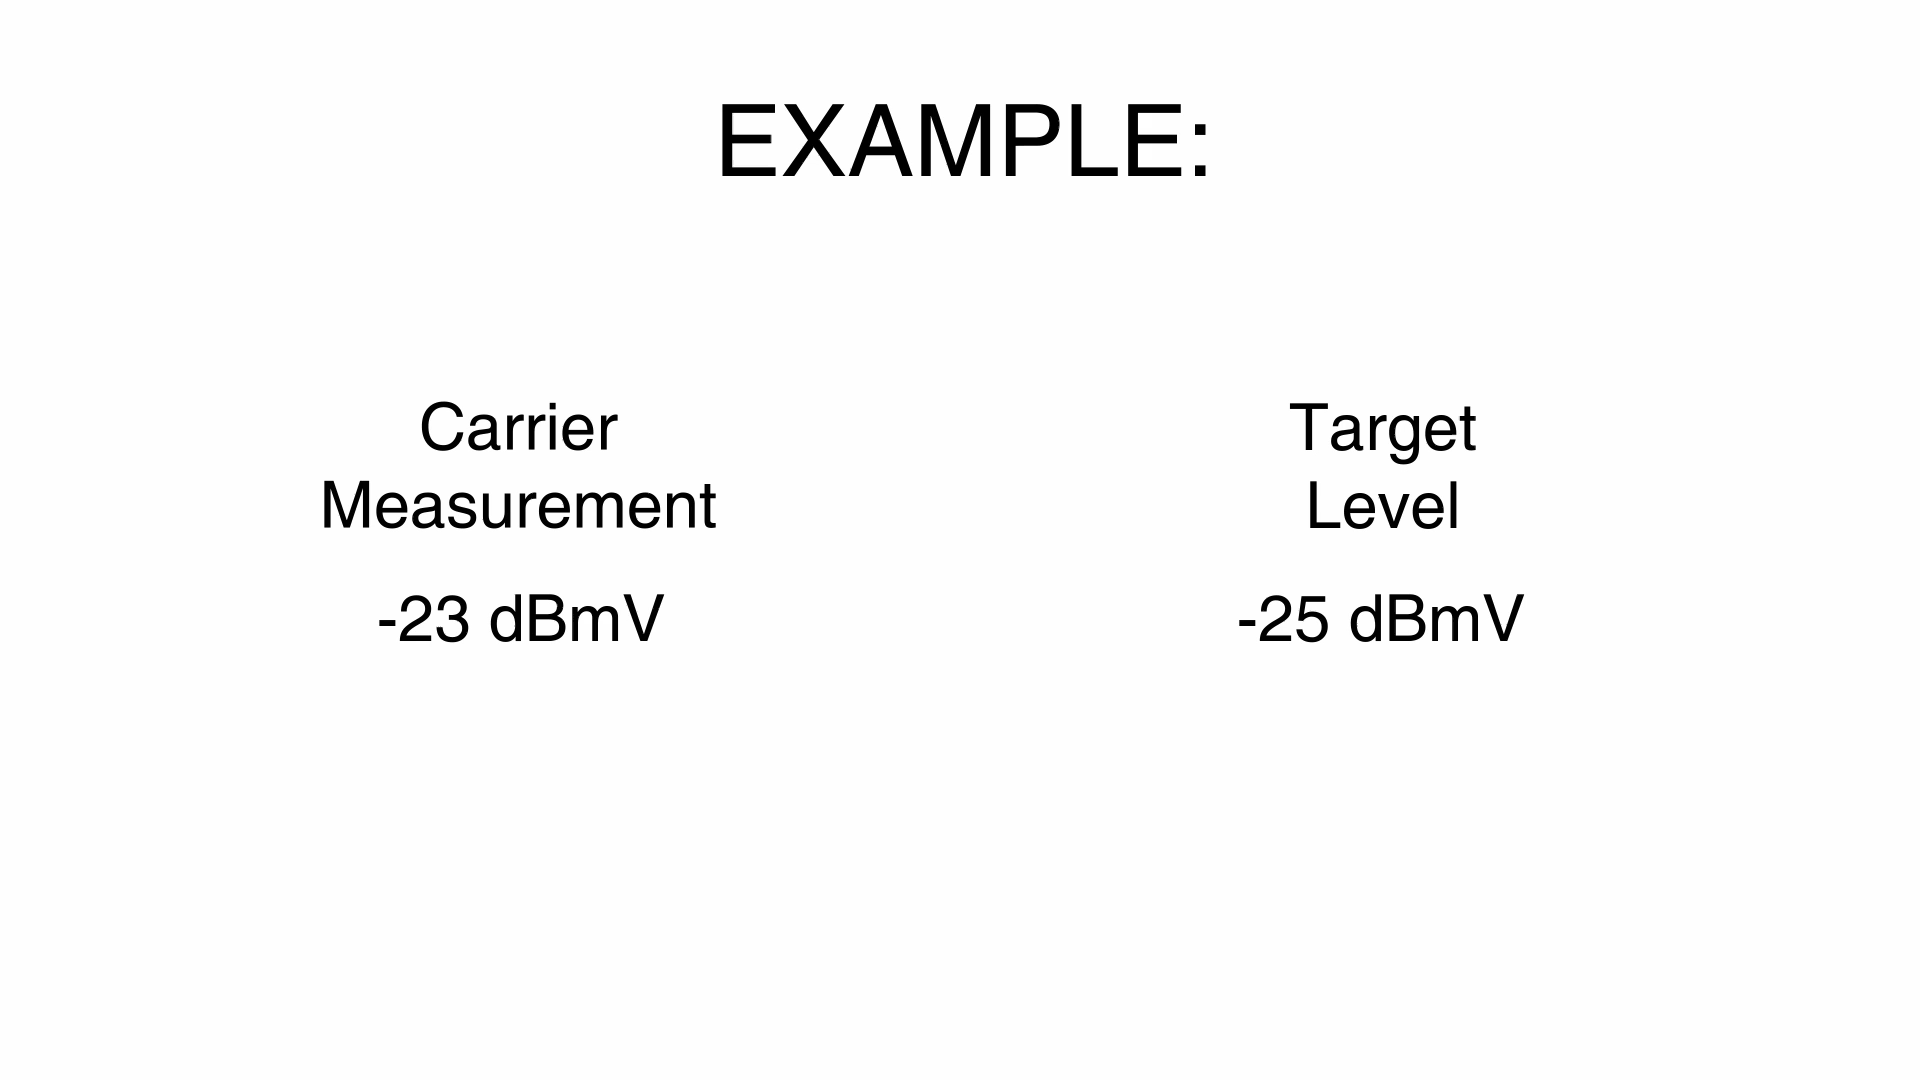 EXAMPLE:
Carrier
Measurement
-23 dBmV
Target
Level
-25 dBmV